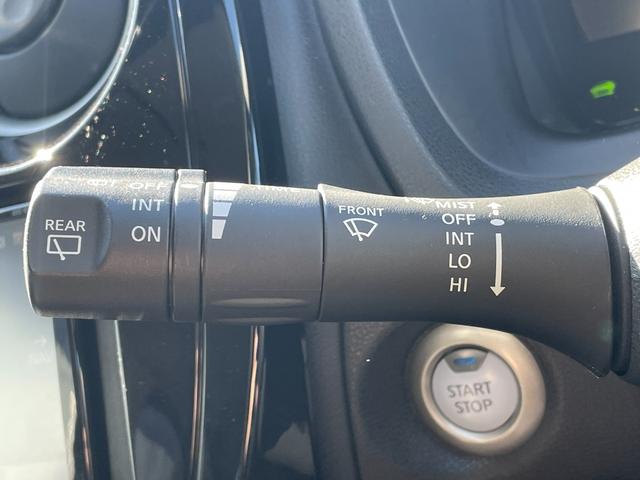 OFF
INT
ON
REAR
FRONT
MIST
OFF
INT
LO
HI
START
STOP